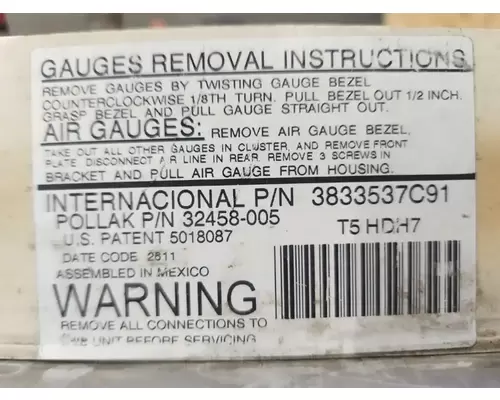 GAUGES REMOVAL INSTRUCTIONS
REMOVE GAUGES BY TWISTING GAUGE BEZEL
COUNTERCLOCKWISE 1/8TH TURN. PULL BEZEL OUT 1/2 INCH.
GRASP BEZEL AND PULL GAUGE STRAIGHT OUT.
AIR GAUGES: REMOVE AIR GAUGE BEZEL,
TAKE OUT ALL OTHER GAUGES IN CLUSTER, AND REMOVE FRONT
PLATE DISCONNECT AIR LINE IN REAR. REMOVE 3 SCREWS IN
BRACKET AND PULL AIR GAUGE FROM HOUSING.
INTERNACIONAL P/N 3833537C91
POLLAK P/N 32458-005 T5HDH7
U.S. PATENT 5018087
DATE CODE 2511
ASSEMBLED IN MEXICO
WARNING
REMOVE ALL CONNECTIONS TO
UNIT BEFORE SERVICING